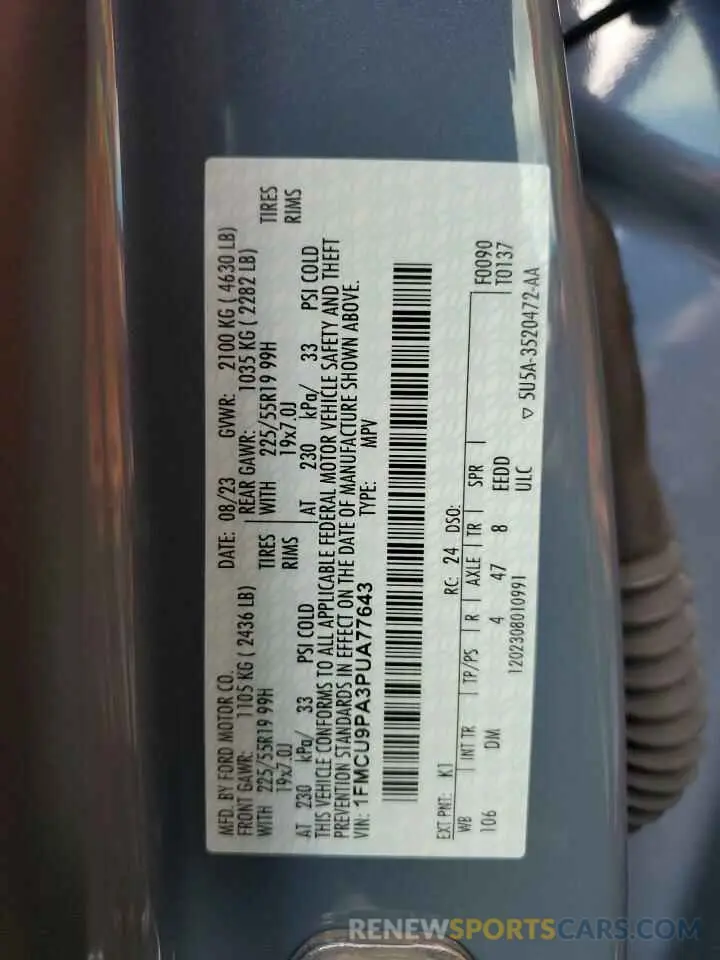 MFD. BY FORD MOTOR CO.
DATE: 08/23 GVWR: 2100 KG ( 4630 LB)
FRONT GAWR: 1105 KG ( 2436 LB) REAR GAWR: 1035 KG ( 2282 LB)
WITH 225/55R19 99H TIRES WITH 225/55R19 99H TIRES
19x7.0J RIMS 19x7.0J RIMS
AT 230 kPa/ 33 PSI COLD AT 230 kPa/ 33 PSI COLD
THIS VEHICLE CONFORMS TO ALL APPLICABLE FEDERAL MOTOR VEHICLE SAFETY AND THEFT
PREVENTION STANDARDS IN EFFECT ON THE DATE OF MANUFACTURE SHOWN ABOVE.
VIN: 1FMCU9PA3PUA77643 TYPE: MPV
EXT PNT: K1 RC: 24 DSO:
WB INT TR TP/PS R AXLE TR SPR F0090
106 DM 4 47 8 EEDD T0137
1202308010991 ULC ▽ 5U5A-3520472-AA
RENEWSPORTSCARS.COM